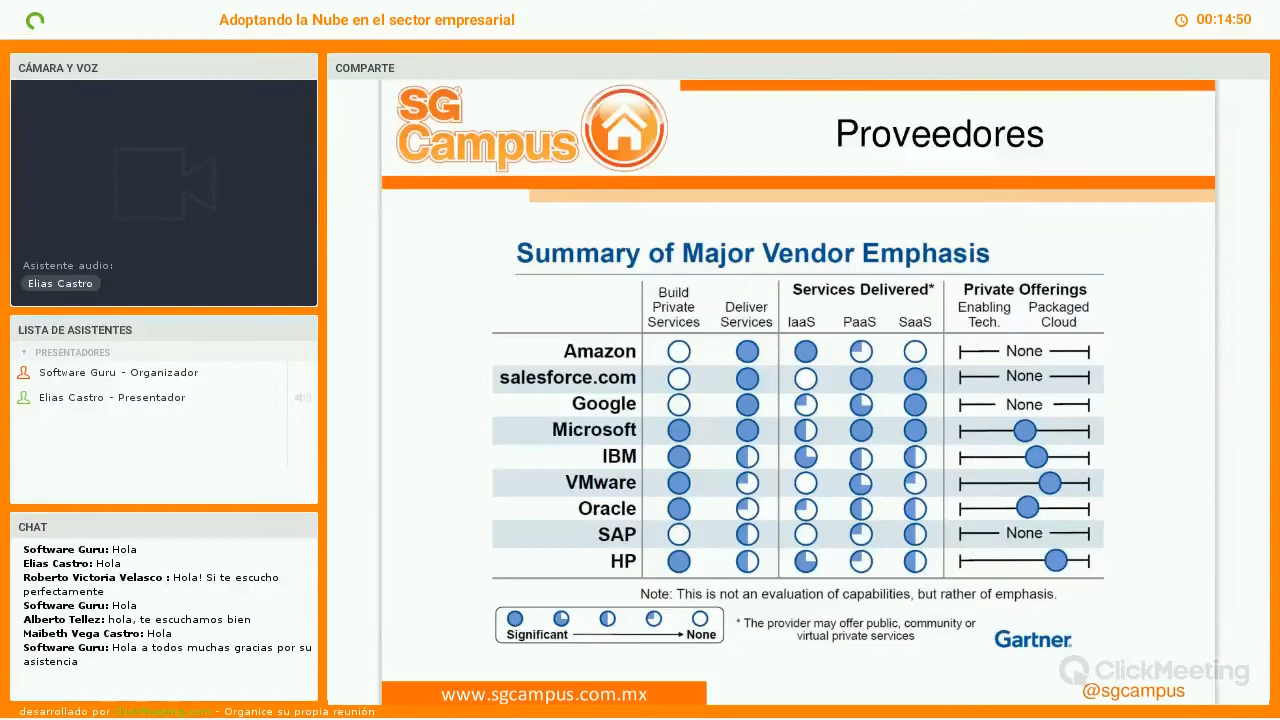 Adoptando la Nube en el sector empresarial
00:14:50
CÁMARA Y VOZ
Asistente audio:
Elias Castro
LISTA DE ASISTENTES
PRESENTADORES
Software Guru - Organizador
Elias Castro - Presentador
CHAT
Software Guru: Hola
Elias Castro: Hola
Roberto Victoria Velasco : Hola! Si te escucho
perfectamente
Software Guru: Hola
Alberto Tellez: hola, te escuchamos bien
Maibeth Vega Castro: Hola
Software Guru: Hola a todos muchas gracias por su
asistencia
desarrollado por ClickMeeting.com - Organice su propia reunión
COMPARTE
SG
Campus
Proveedores
Summary of Major Vendor Emphasis
Build
Private
Services
Deliver
Services
Services Delivered*
IaaS PaaS SaaS
Private Offerings
Enabling
Tech.
Packaged
Cloud
Amazon None
salesforce.com None
Google None
Microsoft
IBM
VMware
Oracle
SAP None
HP
Note: This is not an evaluation of capabilities, but rather of emphasis.
Significant None
* The provider may offer public, community or
virtual private services
Gartner.
ClickMeeting
@sgcampus
www.sgcampus.com.mx